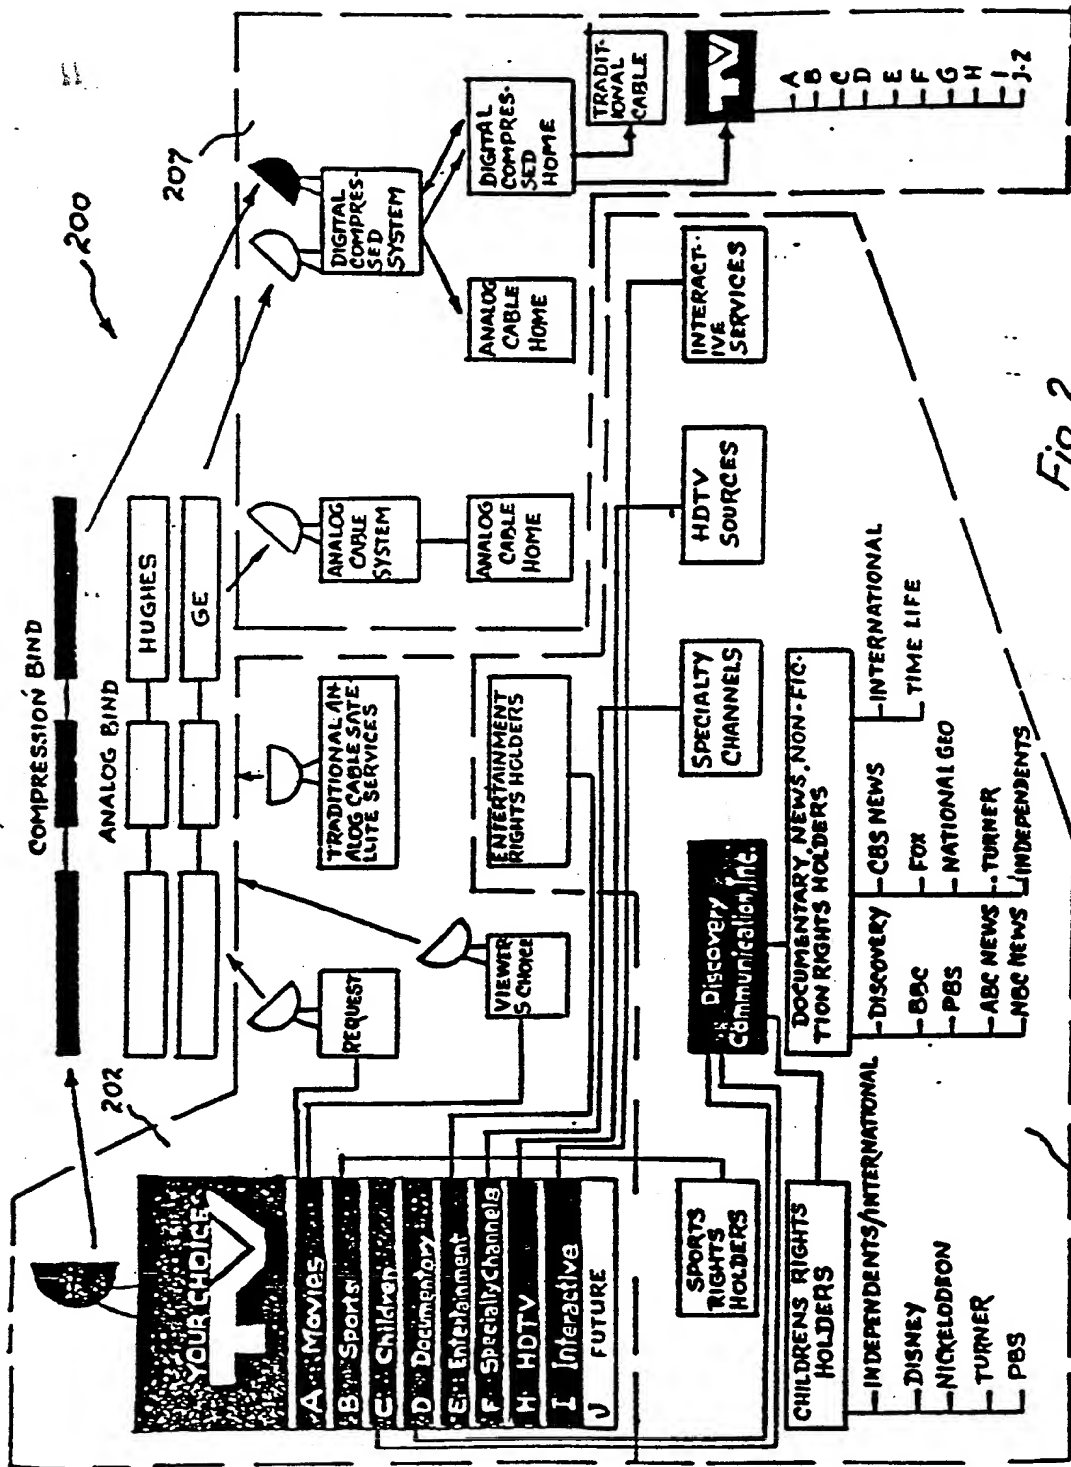 200
207
202
COMPRESSION BIND
ANALOG BIND
HUGHES
GE
YOUR CHOICE
TV
A Movies
B Sports
C Children
D Documentary
E Entertainment
F Specialty Channels
H HDTV
I Interactive
J FUTURE
REQUEST
VIEWER
S CHOICE
TRADITIONAL AN-
ALOG CABLE SATE-
LLITE SERVICES
ENTERTAINMENT
RIGHTS HOLDERS
ANALOG
CABLE
SYSTEM
ANALOG
CABLE
HOME
DIGITAL
COMPRES-
SED
SYSTEM
ANALOG
CABLE
HOME
DIGITAL
COMPRES-
SED
HOME
TRADIT-
IONAL
CABLE
TV
A
B
C
D
E
F
G
H
I
J-Z
SPORTS
RIGHTS
HOLDERS
Discovery
Communication, Inc.
SPECIALTY
CHANNELS
HDTV
SOURCES
INTERACT-
IVE
SERVICES
CHILDRENS RIGHTS
HOLDERS
INDEPENDENTS/INTERNATIONAL
DISNEY
NICKELODEON
TURNER
PBS
DOCUMENTARY, NEWS, NON-FIC-
TION RIGHTS HOLDERS
DISCOVERY
BBC
PBS
ABC NEWS
NBC NEWS
CBS NEWS
FOX
NATIONAL GEO
TURNER
INDEPENDENTS
INTERNATIONAL
TIME LIFE
Fig. 2